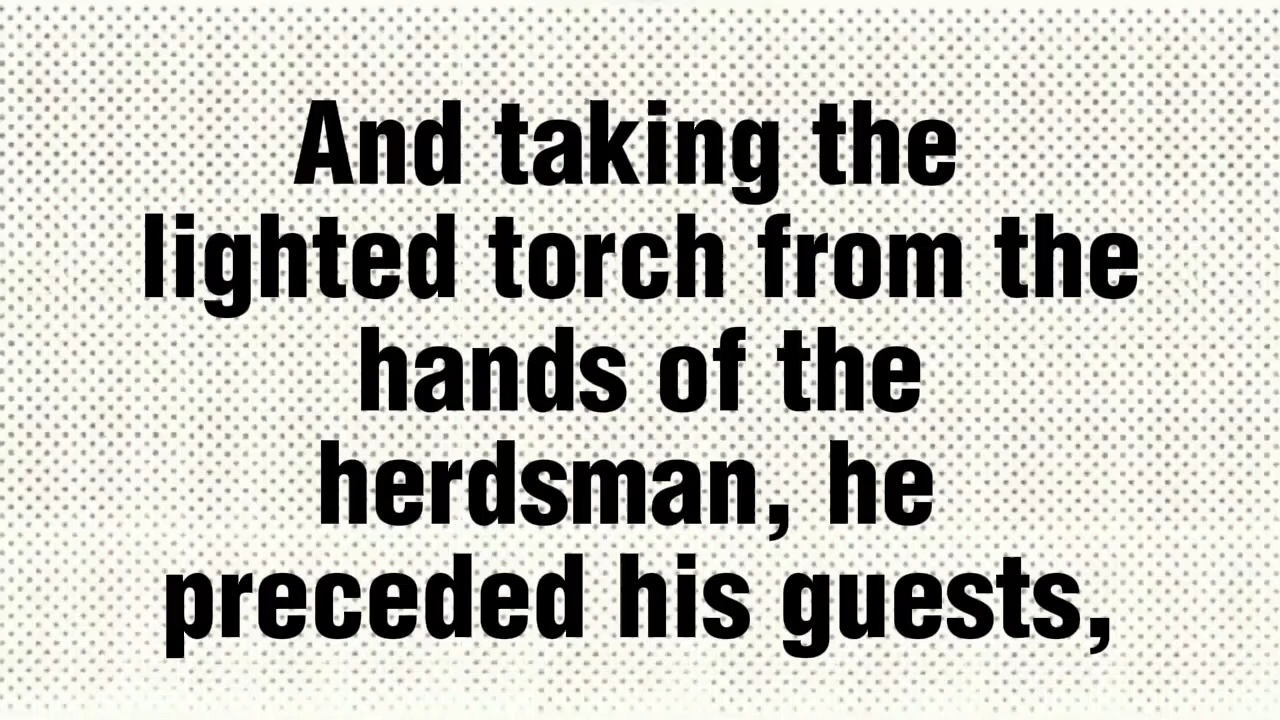 And taking the
lighted torch from the
hands of the
herdsman, he
preceded his guests,